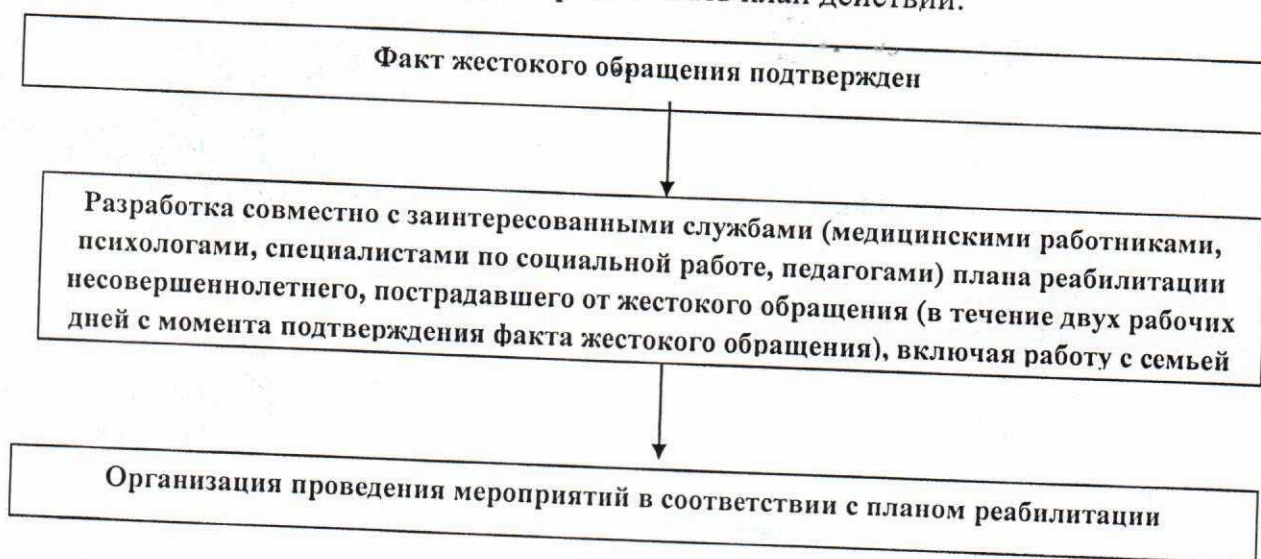 план действий.
Факт жестокого обращения подтвержден
Разработка совместно с заинтересованными службами (медицинскими работниками,
психологами, специалистами по социальной работе, педагогами) плана реабилитации
несовершеннолетнего, пострадавшего от жестокого обращения (в течение двух рабочих
дней с момента подтверждения факта жестокого обращения), включая работу с семьей
Организация проведения мероприятий в соответствии с планом реабилитации